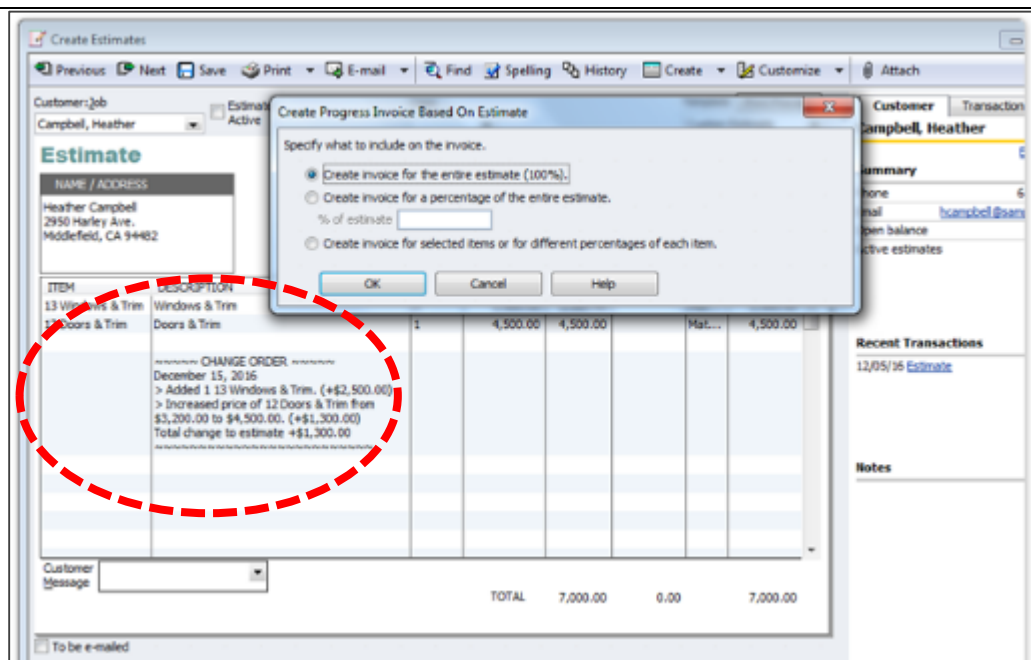 Create Estimates
Previous Next Save Print E-mail Find Spelling History Create Customize Attach
Customer:Job
Campbell, Heather
Active
Estimate
NAME / ADDRESS
Heather Campbell
2950 Harley Ave.
Middlefield, CA 94482
Create Progress Invoice Based On Estimate
Specify what to include on the invoice.
Create invoice for the entire estimate (100%).
Create invoice for a percentage of the entire estimate.
% of estimate
Create invoice for selected items or for different percentages of each item.
OK Cancel Help
Customer Transaction
Campbell, Heather
Summary
Phone 6
Email hcampbell@sam
Open balance
Active estimates
Recent Transactions
12/05/16 Estimate
Notes
ITEM DESCRIPTION
13 Windows & Trim Windows & Trim
12 Doors & Trim Doors & Trim 1 4,500.00 4,500.00 Mat... 4,500.00
~~~~~ CHANGE ORDER ~~~~~
December 15, 2016
> Added 1 13 Windows & Trim. (+$2,500.00)
> Increased price of 12 Doors & Trim from
$3,200.00 to $4,500.00. (+$1,300.00)
Total change to estimate +$1,300.00
~~~~~~~~~~~~~~~~~~~~~~~~~
Customer
Message
TOTAL 7,000.00 0.00 7,000.00
To be e-mailed